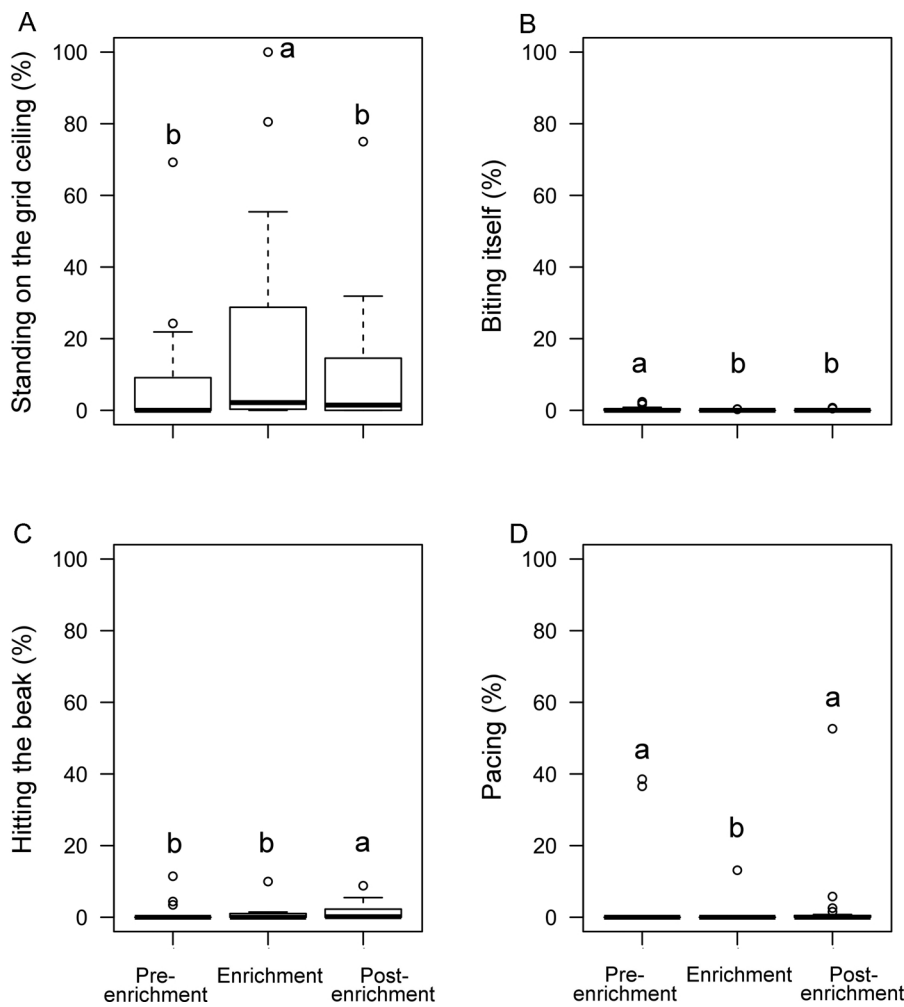 A
Standing on the grid ceiling (%)
100
80
60
40
20
0
b
a
b
B
Biting itself (%)
100
80
60
40
20
0
a
b
b
C
Hitting the beak (%)
100
80
60
40
20
0
b
b
a
Pre-
enrichment
Enrichment
Post-
enrichment
D
Pacing (%)
100
80
60
40
20
0
a
b
a
Pre-
enrichment
Enrichment
Post-
enrichment